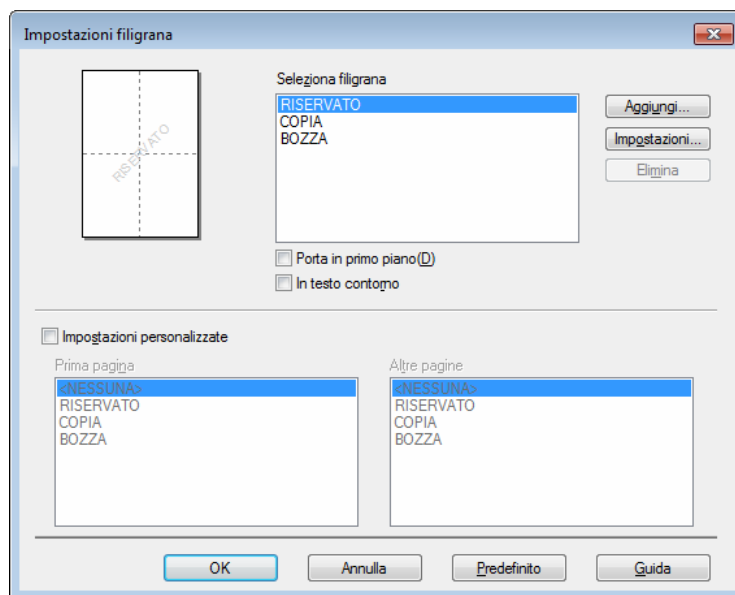 Impostazioni filigrana
Seleziona filigrana
RISERVATO
COPIA
BOZZA
Aggiungi...
Impostazioni...
Elimina
RISERVATO
Porta in primo piano(D)
In testo contorno
Impostazioni personalizzate
Prima pagina
<NESSUNA>
RISERVATO
COPIA
BOZZA
Altre pagine
<NESSUNA>
RISERVATO
COPIA
BOZZA
OK
Annulla
Predefinito
Guida